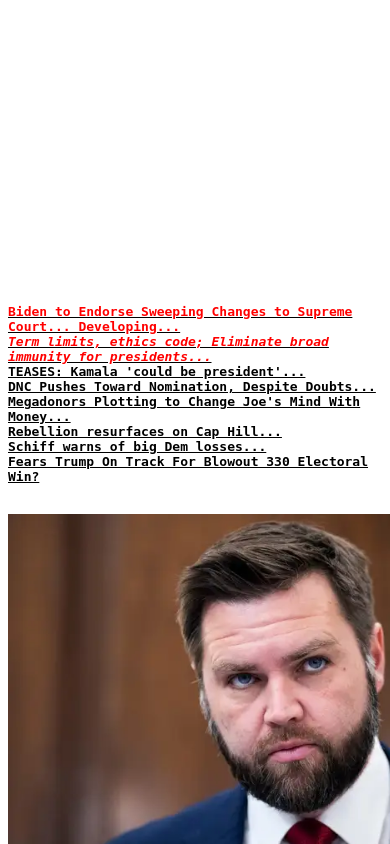 Biden to Endorse Sweeping Changes to Supreme
Court... Developing...
Term limits, ethics code; Eliminate broad
immunity for presidents...
TEASES: Kamala 'could be president'...
DNC Pushes Toward Nomination, Despite Doubts...
Megadonors Plotting to Change Joe's Mind With
Money...
Rebellion resurfaces on Cap Hill...
Schiff warns of big Dem losses...
Fears Trump On Track For Blowout 330 Electoral
Win?